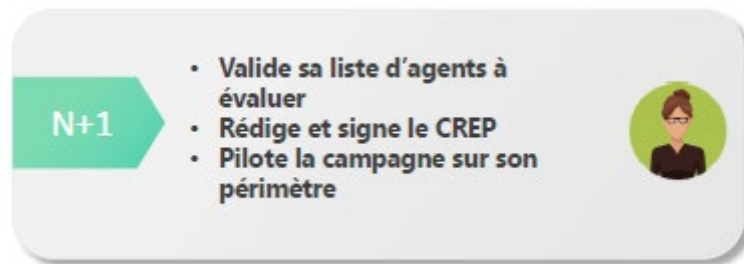 N+1
• Valide sa liste d'agents à
évaluer
• Rédige et signe le CREP
• Pilote la campagne sur son
périmètre